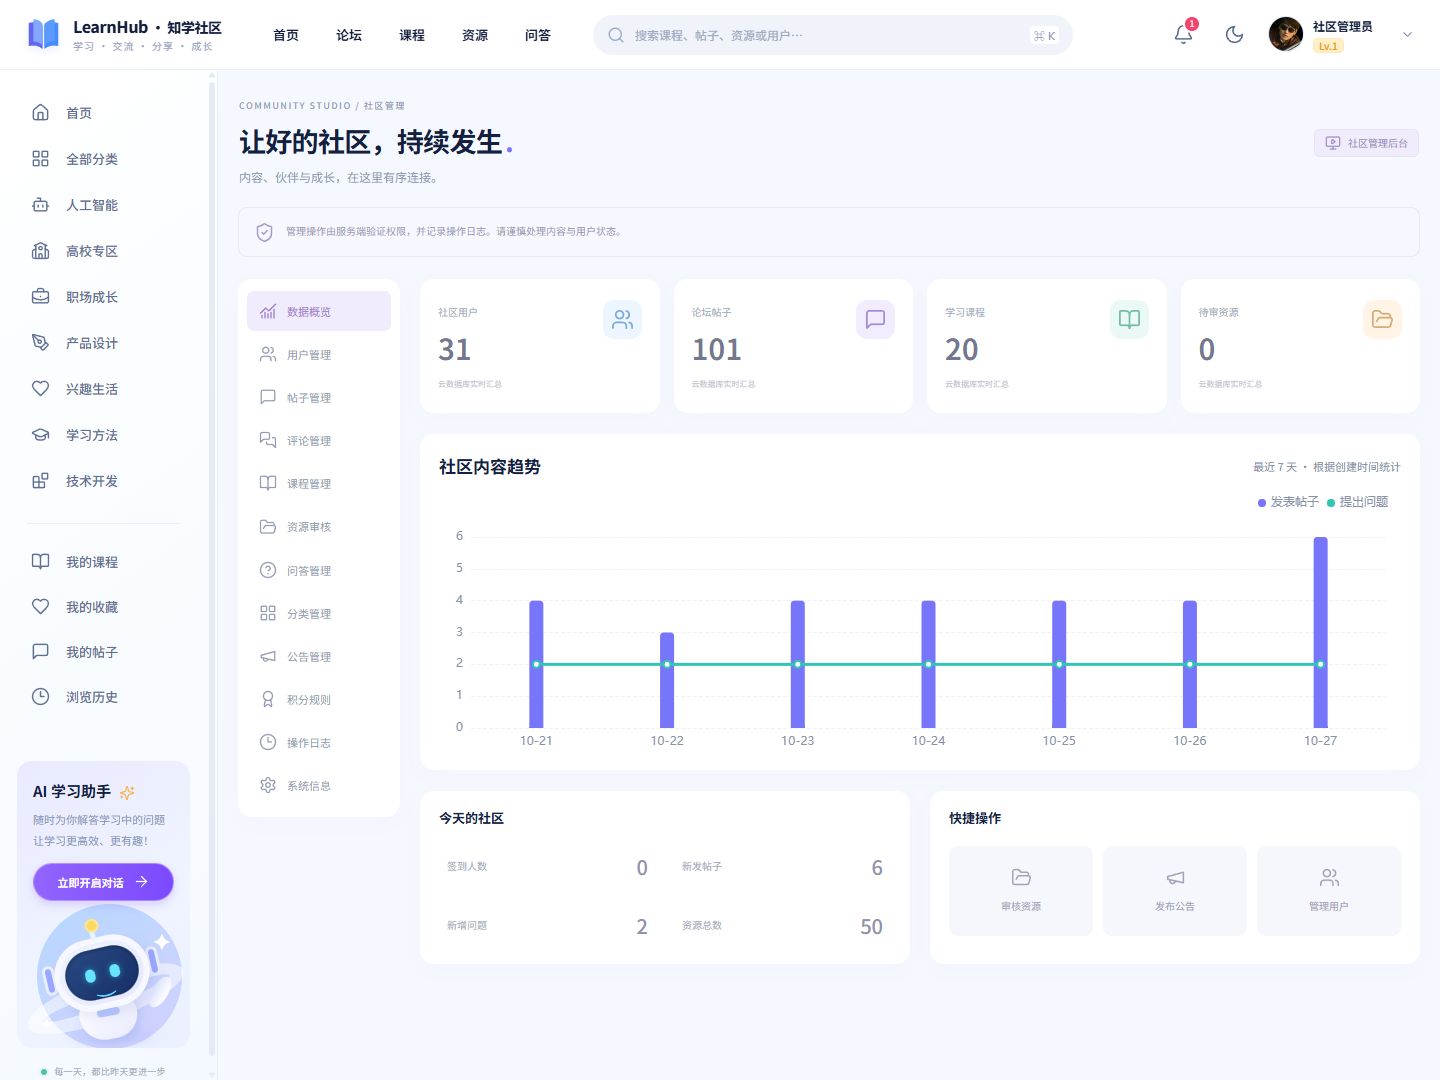 LearnHub · 知学社区
学习 · 交流 · 分享 · 成长
首页 论坛 课程 资源 问答
搜索课程、帖子、资源或用户…
⌘ K
1
社区管理员
Lv.1
首页
全部分类
人工智能
高校专区
职场成长
产品设计
兴趣生活
学习方法
技术开发
我的课程
我的收藏
我的帖子
浏览历史
AI 学习助手
随时为你解答学习中的问题
让学习更高效、更有趣！
立即开启对话
每一天，都比昨天更进一步
COMMUNITY STUDIO / 社区管理
让好的社区，持续发生.
内容、伙伴与成长，在这里有序连接。
社区管理后台
管理操作由服务端验证权限，并记录操作日志。请谨慎处理内容与用户状态。
数据概览
用户管理
帖子管理
评论管理
课程管理
资源审核
问答管理
分类管理
公告管理
积分规则
操作日志
系统信息
社区用户
31
云数据库实时汇总
论坛帖子
101
云数据库实时汇总
学习课程
20
云数据库实时汇总
待审资源
0
云数据库实时汇总
社区内容趋势
最近 7 天 · 根据创建时间统计
发表帖子 提出问题
6
5
4
3
2
1
0
10-21 10-22 10-23 10-24 10-25 10-26 10-27
今天的社区
签到人数 0 新发帖子 6
新增问题 2 资源总数 50
快捷操作
审核资源 发布公告 管理用户